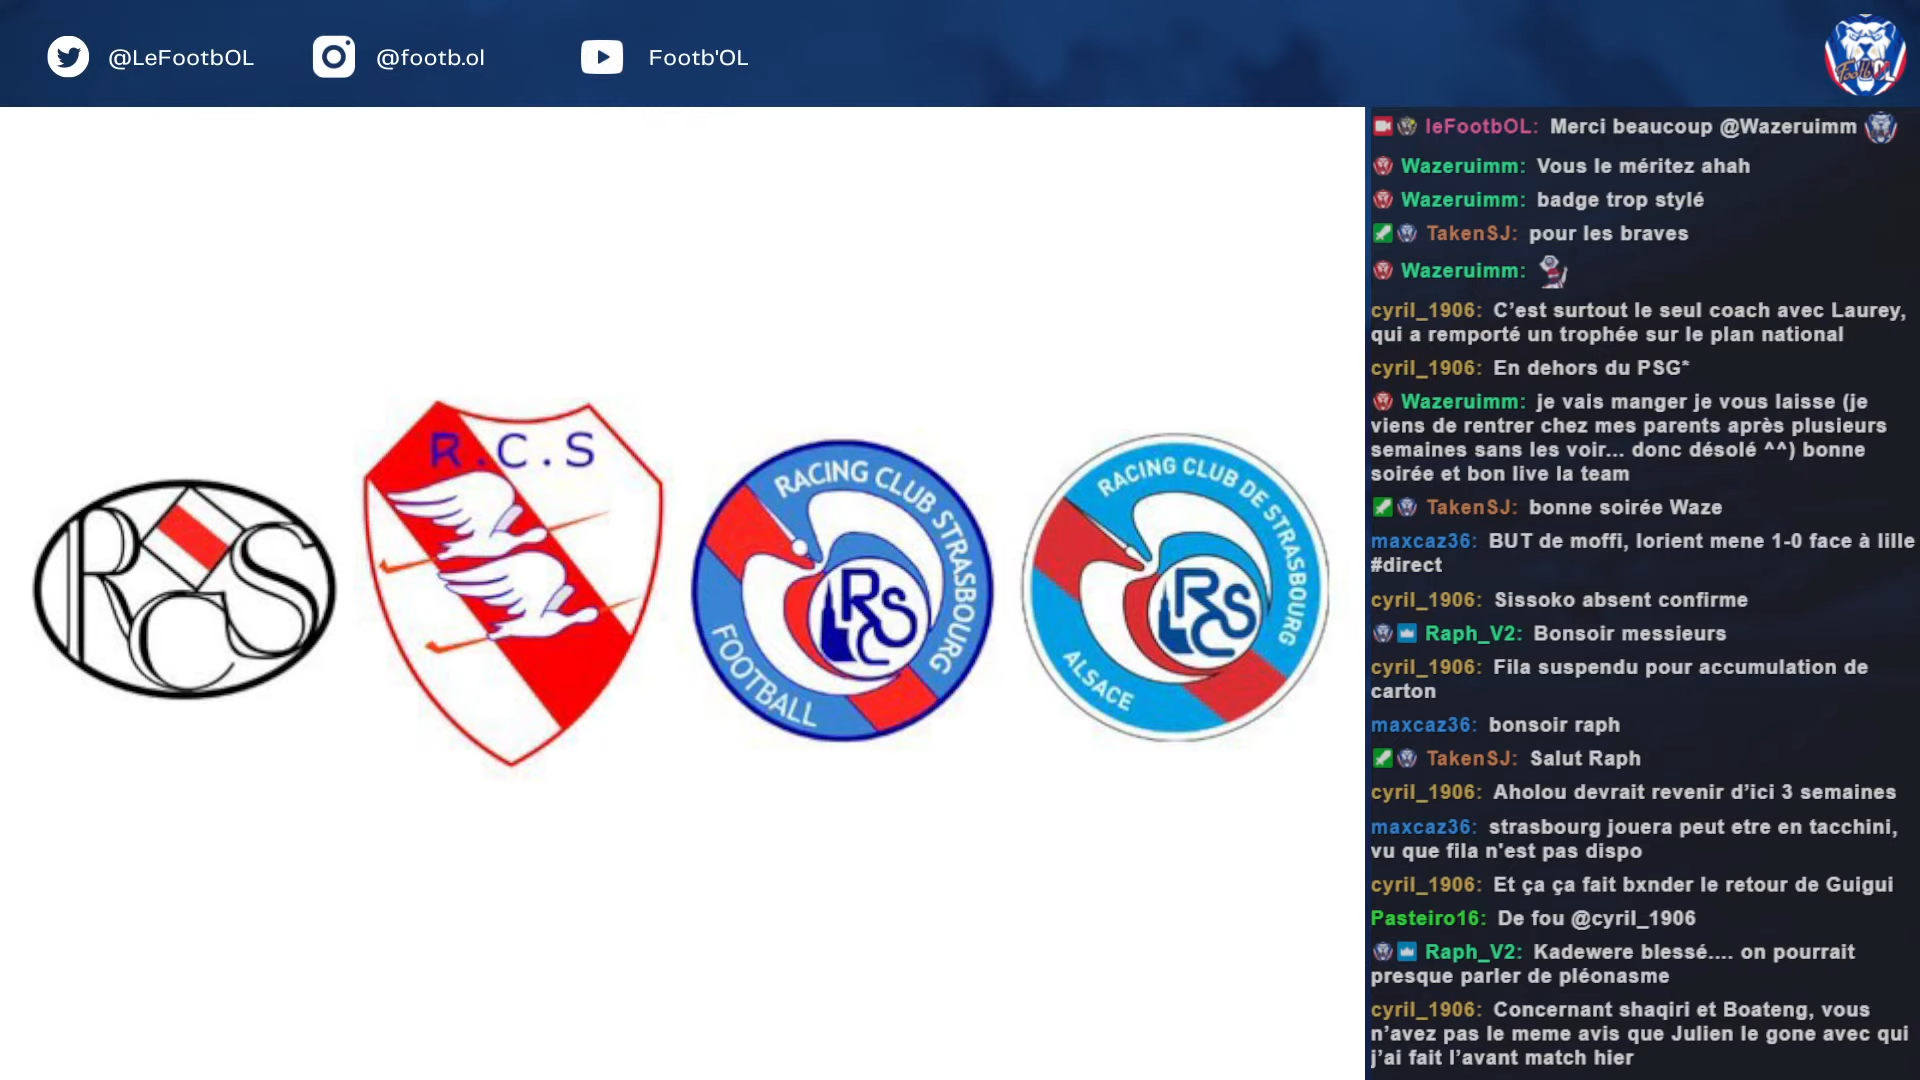 @LeFootbOL
@footb.ol
Footb'OL
FootbOL
RCS
R.C.S
RACING CLUB STRASBOURG
FOOTBALL
RCS
RACING CLUB DE STRASBOURG
ALSACE
RCS
leFootbOL: Merci beaucoup @Wazeruimm
Wazeruimm: Vous le méritez ahah
Wazeruimm: badge trop stylé
TakenSJ: pour les braves
Wazeruimm:
cyril_1906: C’est surtout le seul coach avec Laurey,
qui a remporté un trophée sur le plan national
cyril_1906: En dehors du PSG*
Wazeruimm: je vais manger je vous laisse (je
viens de rentrer chez mes parents après plusieurs
semaines sans les voir... donc désolé ^^) bonne
soirée et bon live la team
TakenSJ: bonne soirée Waze
maxcaz36: BUT de moffi, lorient mene 1-0 face à lille
#direct
cyril_1906: Sissoko absent confirme
Raph_V2: Bonsoir messieurs
cyril_1906: Fila suspendu pour accumulation de
carton
maxcaz36: bonsoir raph
TakenSJ: Salut Raph
cyril_1906: Aholou devrait revenir d’ici 3 semaines
maxcaz36: strasbourg jouera peut etre en tacchini,
vu que fila n'est pas dispo
cyril_1906: Et ça ça fait bxnder le retour de Guigui
Pasteiro16: De fou @cyril_1906
Raph_V2: Kadewere blessé.... on pourrait
presque parler de pléonasme
cyril_1906: Concernant shaqiri et Boateng, vous
n’avez pas le meme avis que Julien le gone avec qui
j’ai fait l’avant match hier